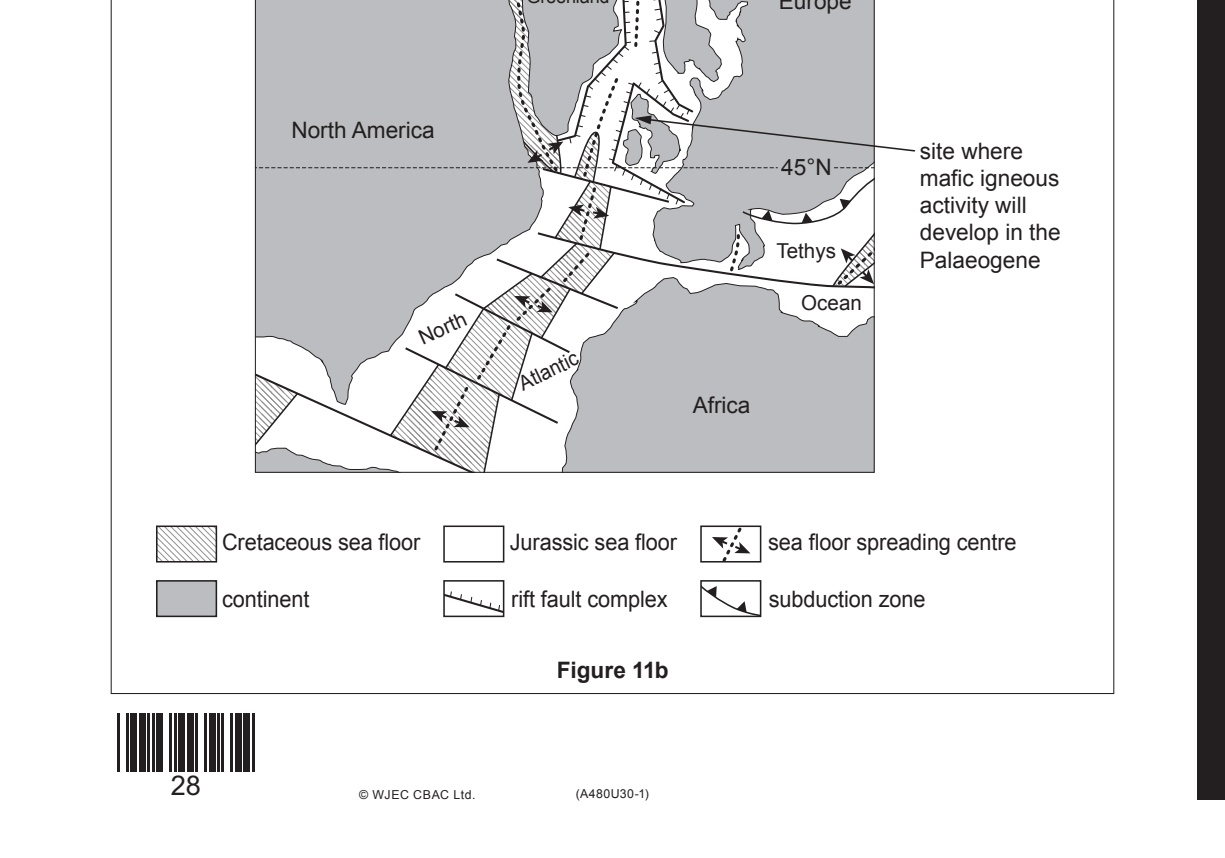 Greenland
Europe
North America
45°N
site where
mafic igneous
activity will
develop in the
Palaeogene
Tethys
Ocean
North
Atlantic
Africa
Cretaceous sea floor
Jurassic sea floor
sea floor spreading centre
continent
rift fault complex
subduction zone
Figure 11b
28
© WJEC CBAC Ltd.
(A480U30-1)